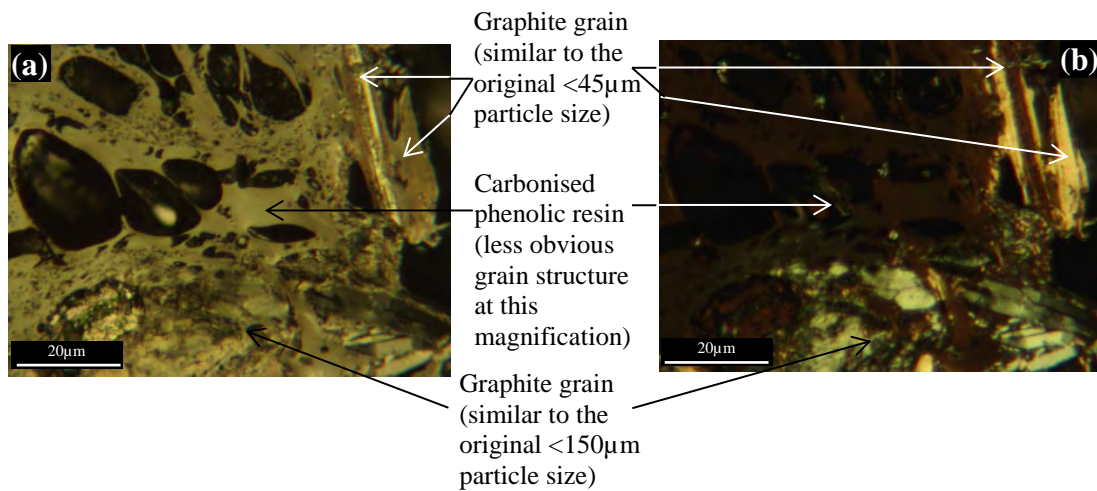 Graphite grain
(similar to the
original <45µm
particle size)
(a)
(b)
Carbonised
phenolic resin
(less obvious
grain structure
at this
magnification)
20µm
20µm
Graphite grain
(similar to the
original <150µm
particle size)